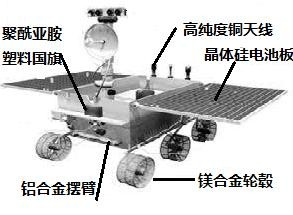 聚酰亚胺
塑料国旗
高纯度铜天线
晶体硅电池板
铝合金摆臂
镁合金轮毂